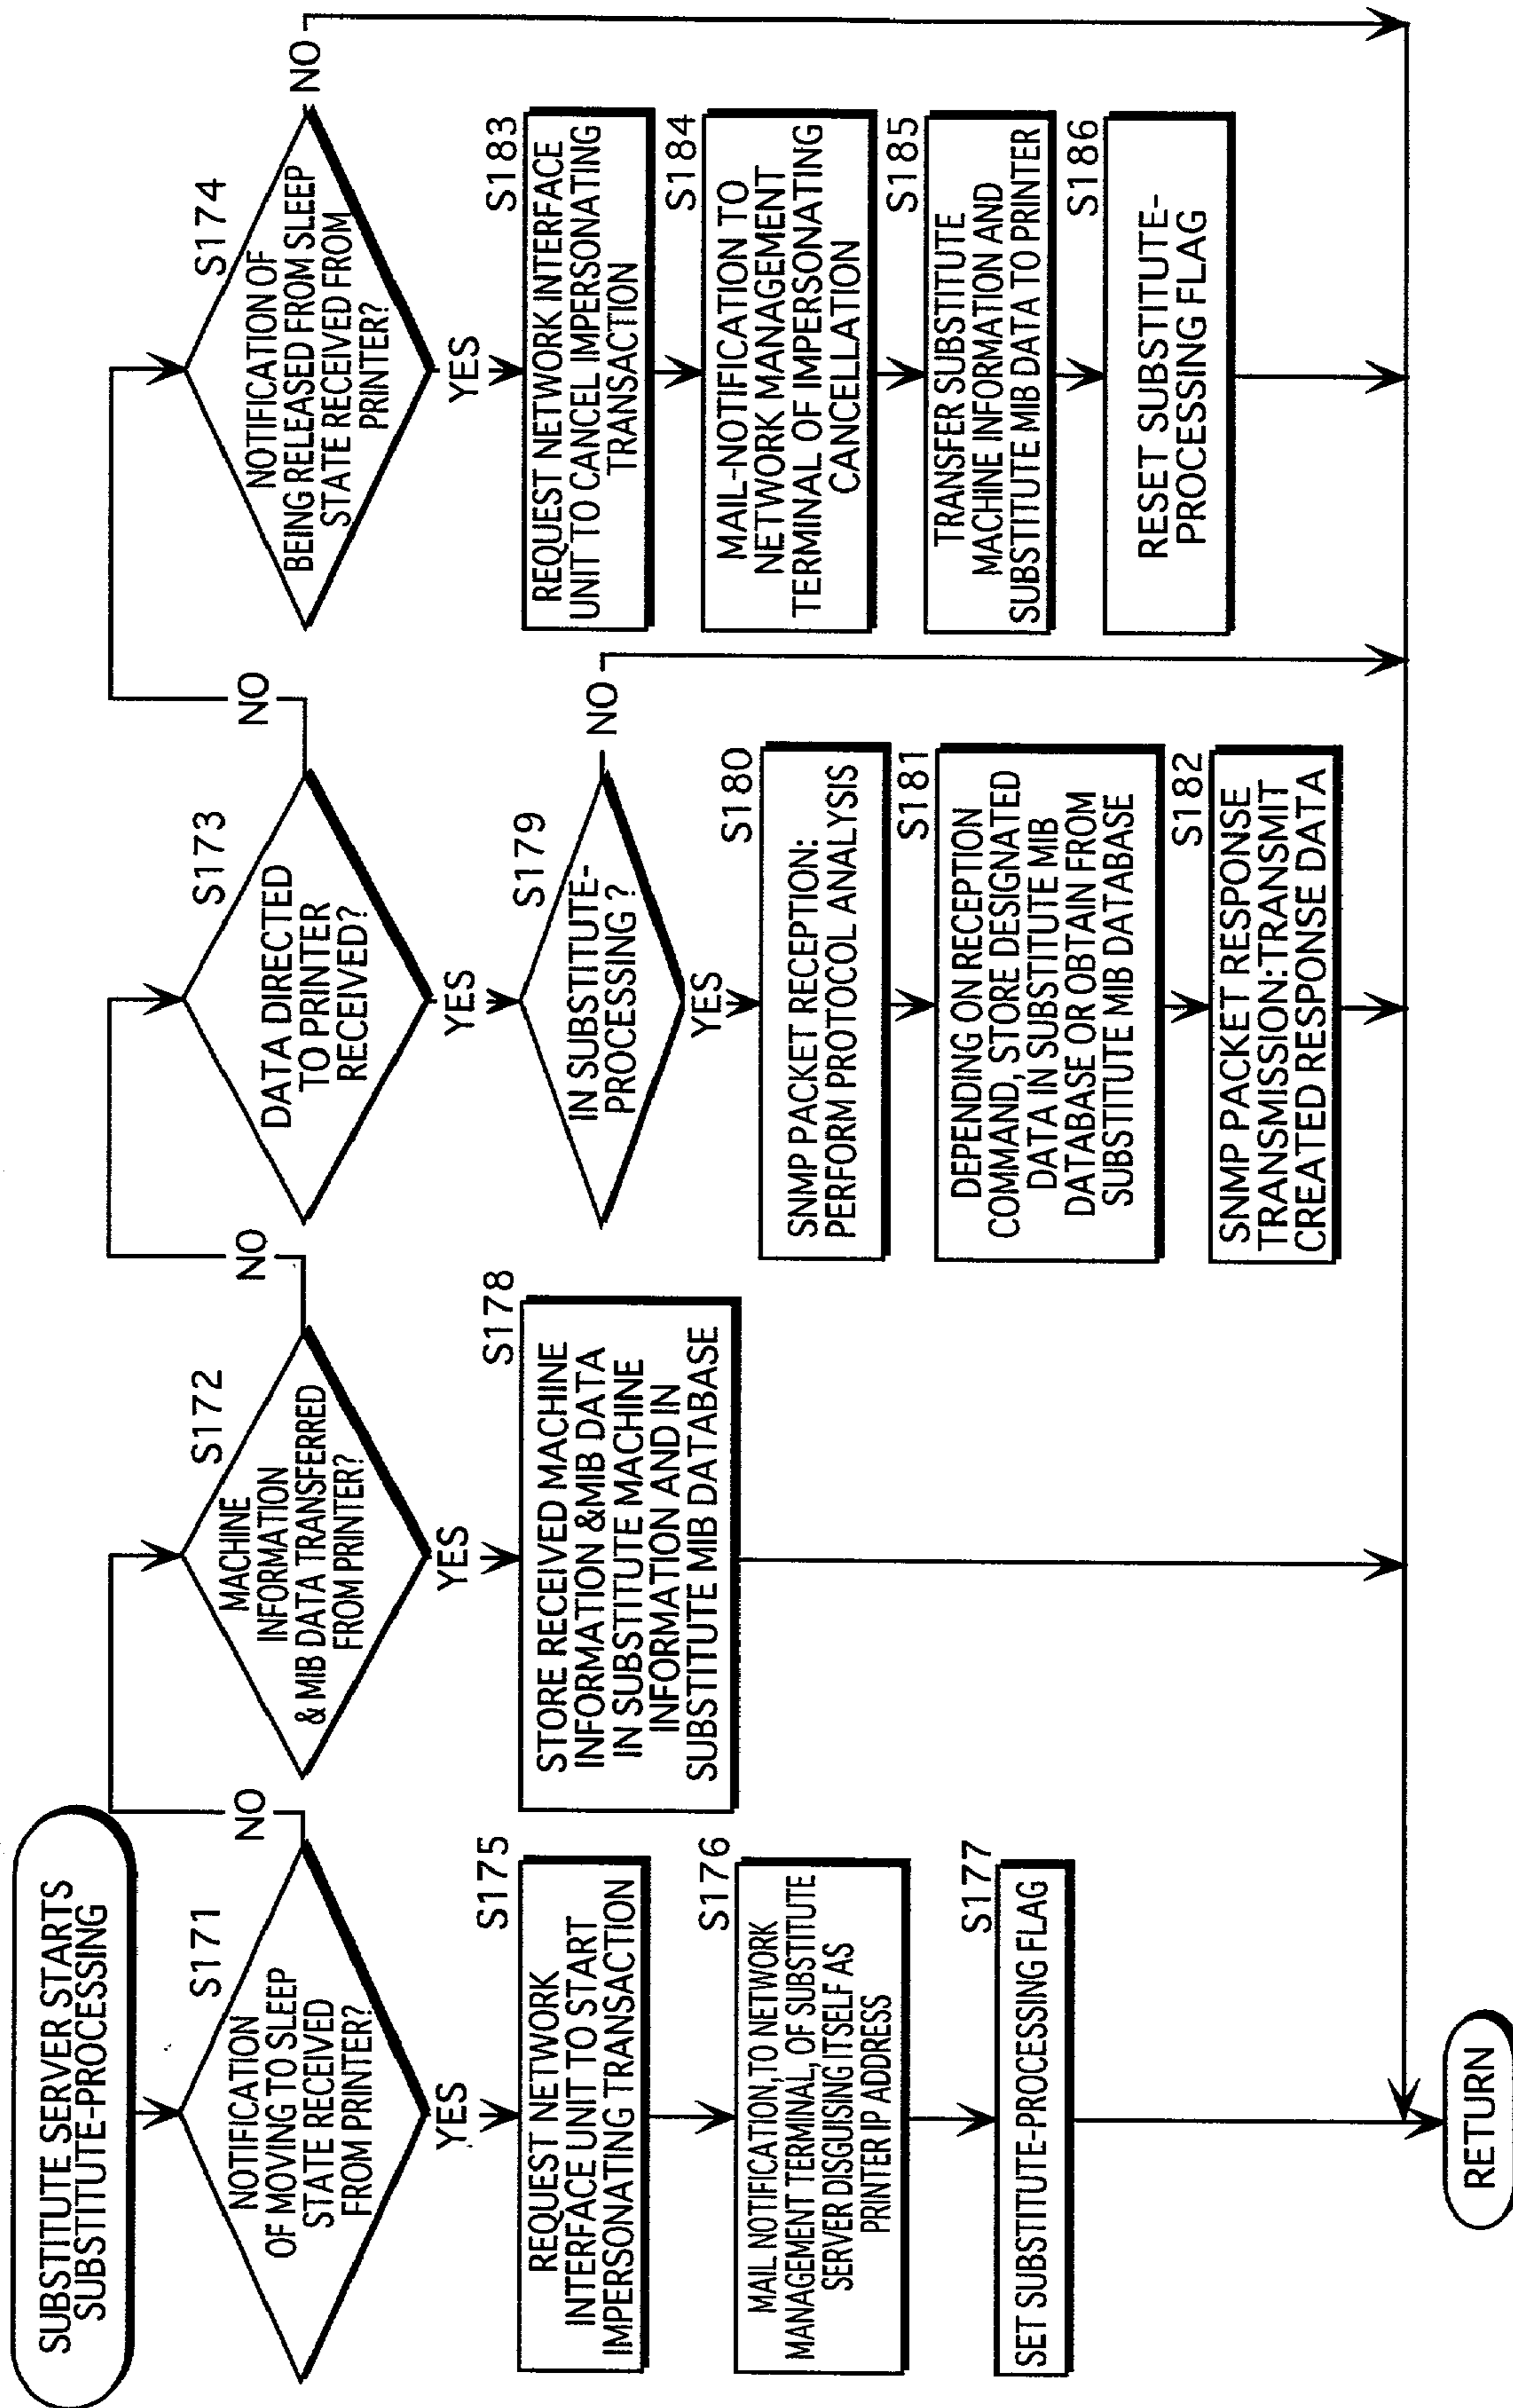 SUBSTITUTE SERVER STARTS
SUBSTITUTE-PROCESSING
S171
NOTIFICATION
OF MOVING TO SLEEP
STATE RECEIVED
FROM PRINTER?
NO
YES
S175
REQUEST NETWORK
INTERFACE UNIT TO START
IMPERSONATING TRANSACTION
S176
MAIL NOTIFICATION, TO NETWORK
MANAGEMENT TERMINAL, OF SUBSTITUTE
SERVER DISGUISING ITSELF AS
PRINTER IP ADDRESS
S177
SET SUBSTITUTE-PROCESSING FLAG
S172
MACHINE
INFORMATION
& MIB DATA TRANSFERRED
FROM PRINTER?
NO
YES
S178
STORE RECEIVED MACHINE
INFORMATION &MIB DATA
IN SUBSTITUTE MACHINE
INFORMATION AND IN
SUBSTITUTE MIB DATABASE
S173
DATA DIRECTED
TO PRINTER
RECEIVED?
NO
YES
S179
IN SUBSTITUTE-
PROCESSING ?
NO
YES
S180
SNMP PACKET RECEPTION:
PERFORM PROTOCOL ANALYSIS
S181
DEPENDING ON RECEPTION
COMMAND, STORE DESIGNATED
DATA IN SUBSTITUTE MIB
DATABASE OR OBTAIN FROM
SUBSTITUTE MIB DATABASE
S182
SNMP PACKET RESPONSE
TRANSMISSION:TRANSMIT
CREATED RESPONSE DATA
S174
NOTIFICATION OF
BEING RELEASED FROM SLEEP
STATE RECEIVED FROM
PRINTER?
NO
YES
S183
REQUEST NETWORK INTERFACE
UNIT TO CANCEL IMPERSONATING
TRANSACTION
S184
MAIL-NOTIFICATION TO
NETWORK MANAGEMENT
TERMINAL OF IMPERSONATING
CANCELLATION
S185
TRANSFER SUBSTITUTE
MACHINE INFORMATION AND
SUBSTITUTE MIB DATA TO PRINTER
S186
RESET SUBSTITUTE-
PROCESSING FLAG
RETURN